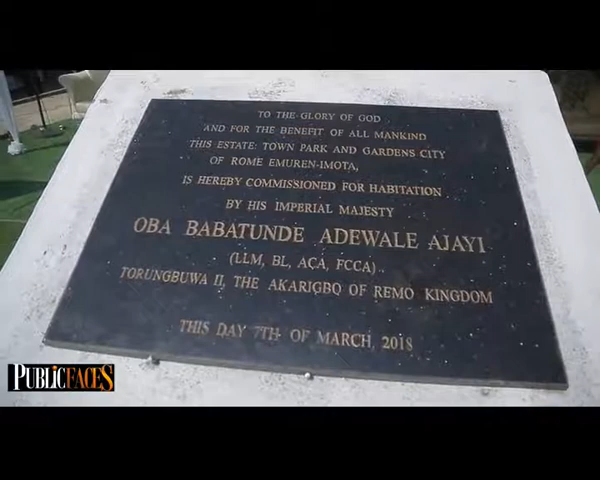 TO THE GLORY OF GOD
AND FOR THE BENEFIT OF ALL MANKIND
THIS ESTATE: TOWN PARK AND GARDENS CITY
OF ROME EMUREN-IMOTA,
IS HEREBY COMMISSIONED FOR HABITATION
BY HIS IMPERIAL MAJESTY
OBA BABATUNDE ADEWALE AJAYI
(LLM, BL, ACA, FCCA)
TORUNGBUWA II, THE AKARIGBO OF REMO KINGDOM
THIS DAY 7TH OF MARCH, 2018
PUBLICFACES